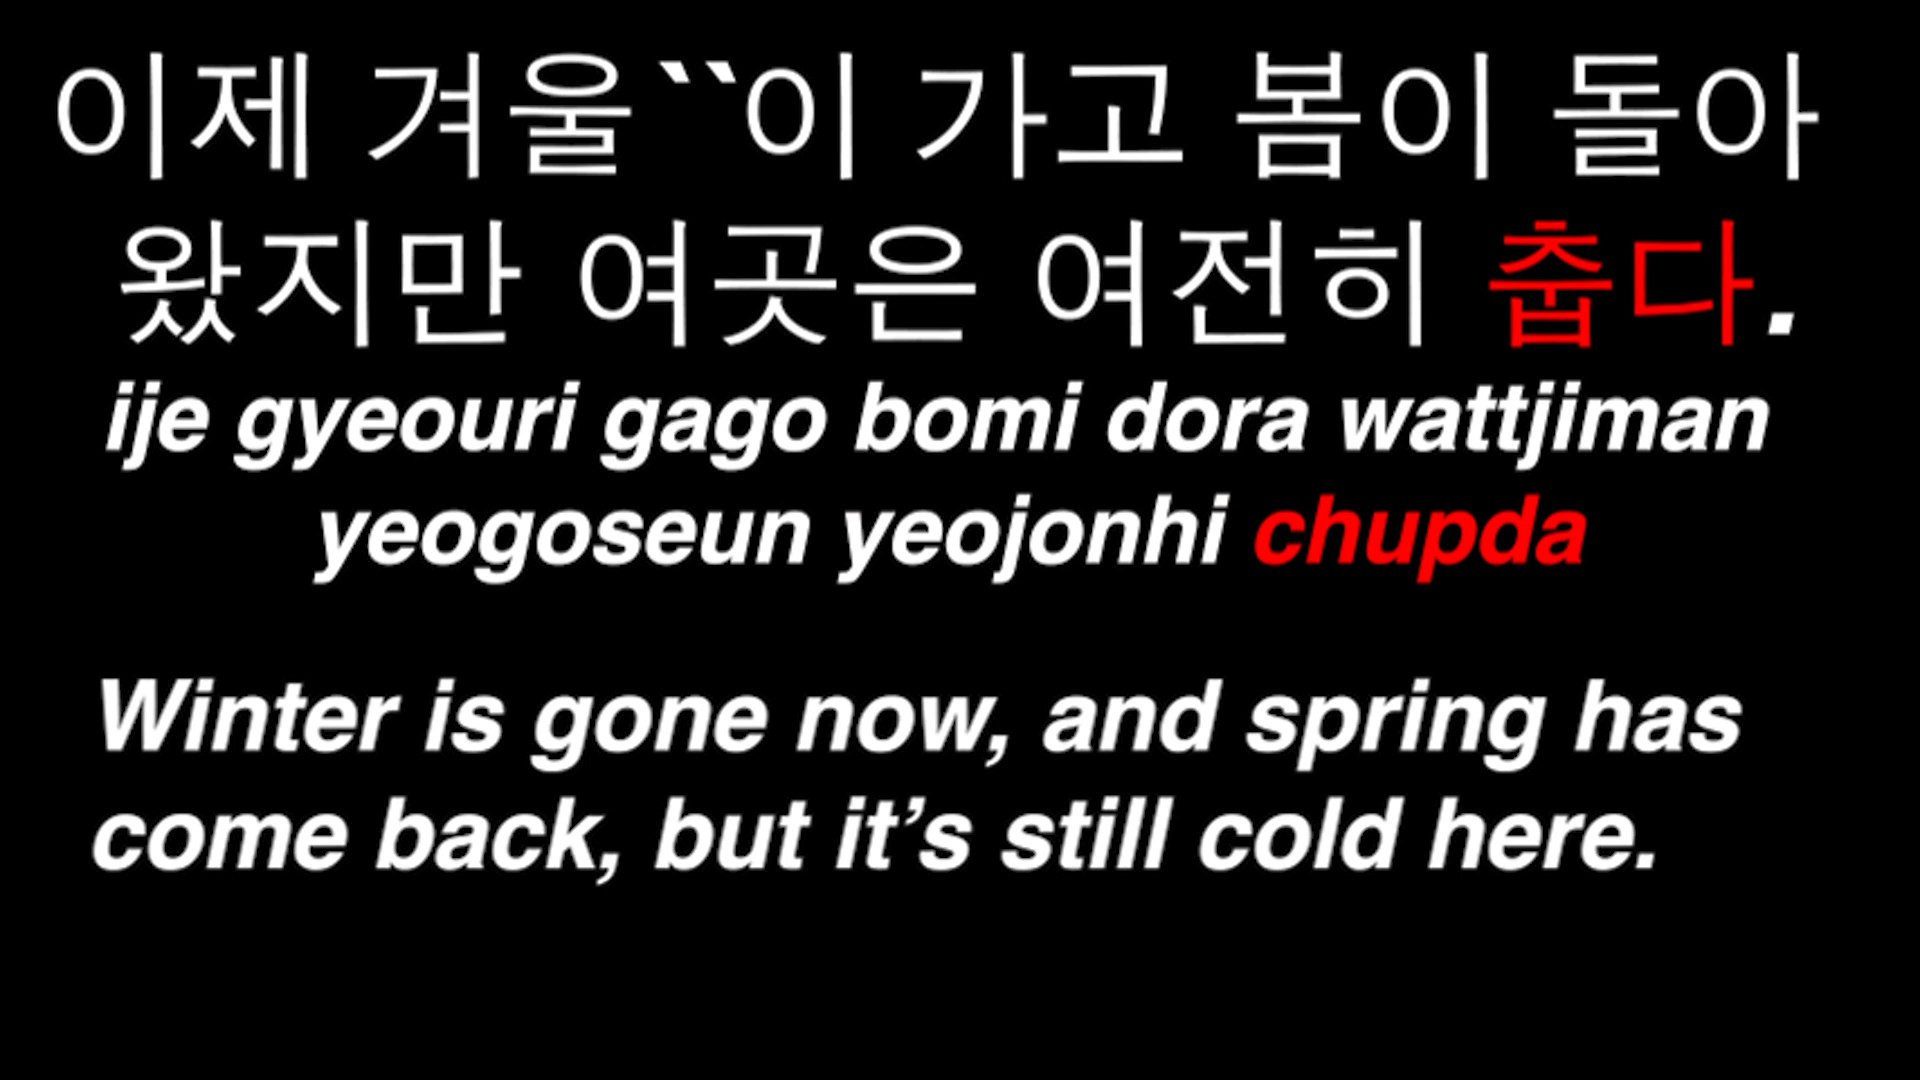 이제 겨울``이 가고 봄이 돌아
왔지만 여곳은 여전히 춥다.
ije gyeouri gago bomi dora wattjiman
yeogoseun yeojonhi chupda
Winter is gone now, and spring has
come back, but it’s still cold here.